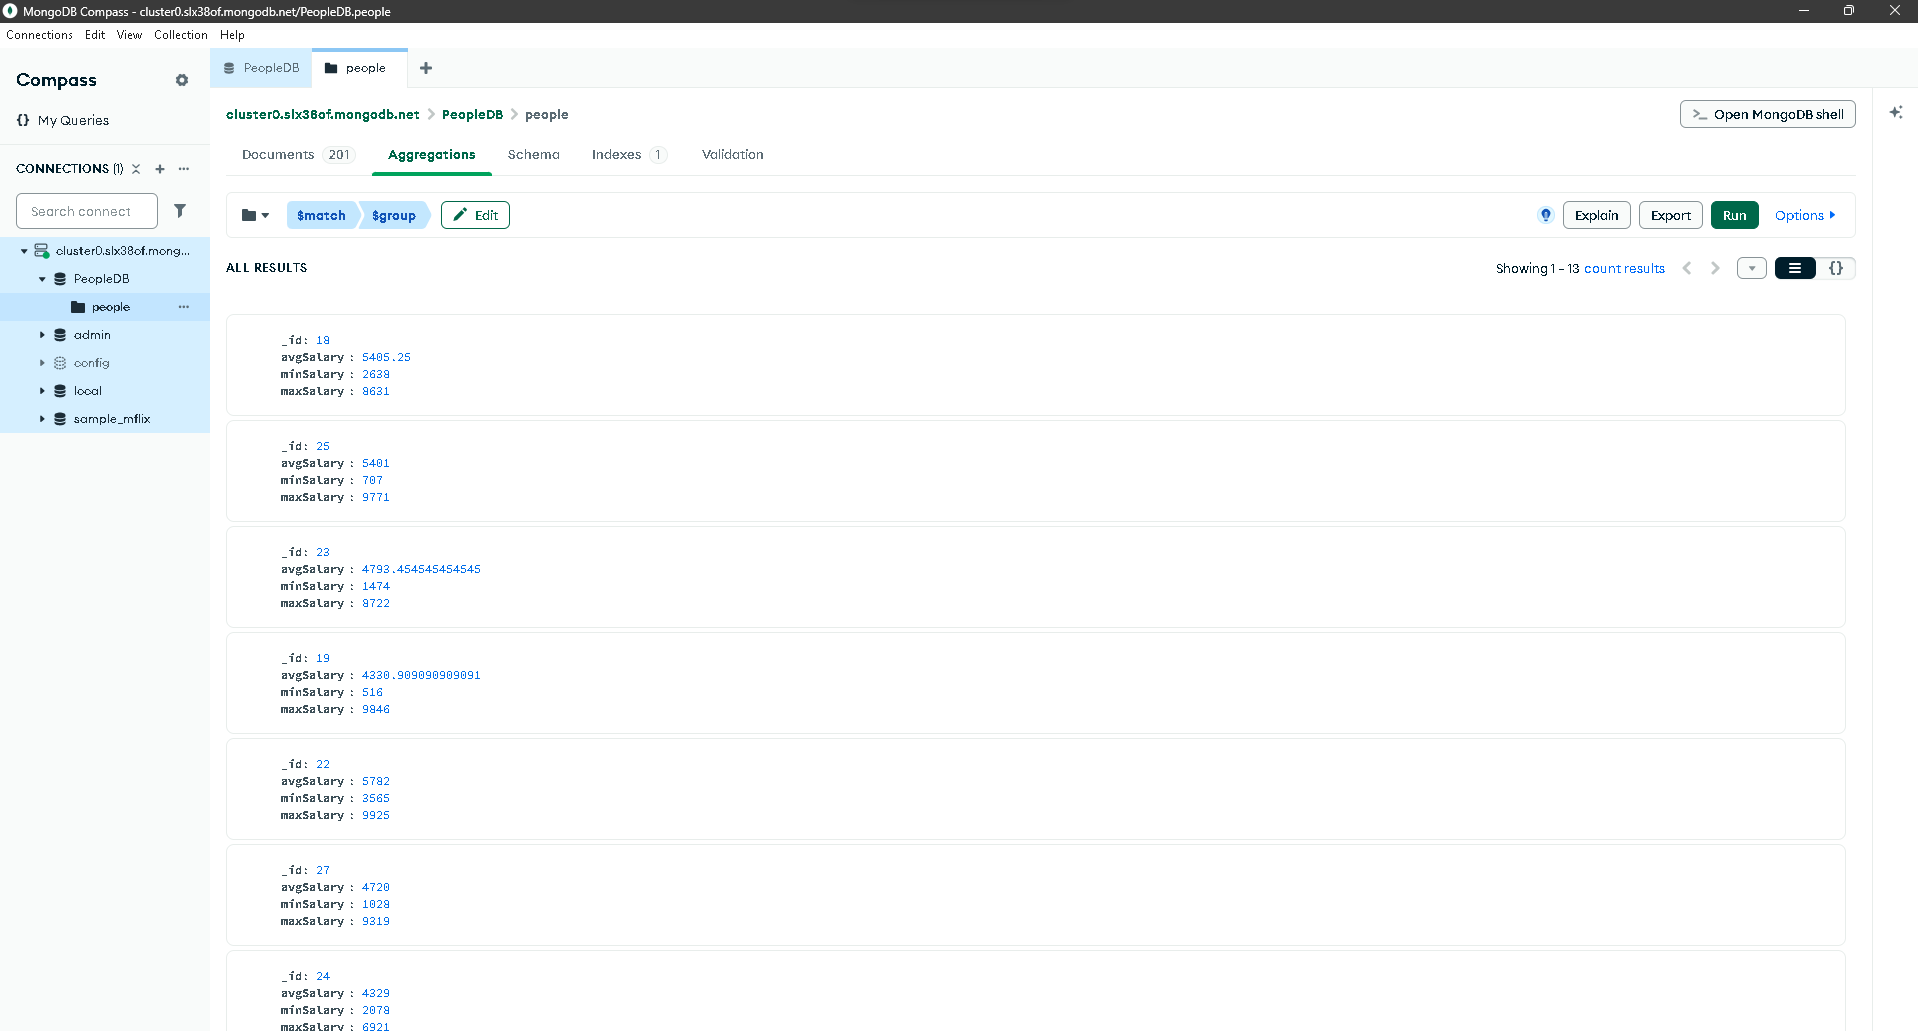 MongoDB Compass - cluster0.slx38of.mongodb.net/PeopleDB.people
Connections Edit View Collection Help
Compass
{} My Queries
CONNECTIONS (1)
Search connect
cluster0.slx38of.mong...
PeopleDB
people
admin
config
local
sample_mflix
PeopleDB people
cluster0.slx38of.mongodb.net > PeopleDB > people
>_ Open MongoDB shell
Documents 201 Aggregations Schema Indexes 1 Validation
$match $group Edit Explain Export Run Options
ALL RESULTS
Showing 1 – 13 count results {}
_id: 18
avgSalary : 5405.25
minSalary : 2638
maxSalary : 8631
_id: 25
avgSalary : 5401
minSalary : 707
maxSalary : 9771
_id: 23
avgSalary : 4793.454545454545
minSalary : 1474
maxSalary : 8722
_id: 19
avgSalary : 4330.909090909091
minSalary : 516
maxSalary : 9846
_id: 22
avgSalary : 5782
minSalary : 3565
maxSalary : 9925
_id: 27
avgSalary : 4720
minSalary : 1028
maxSalary : 9319
_id: 24
avgSalary : 4329
minSalary : 2078
maxSalary : 6921